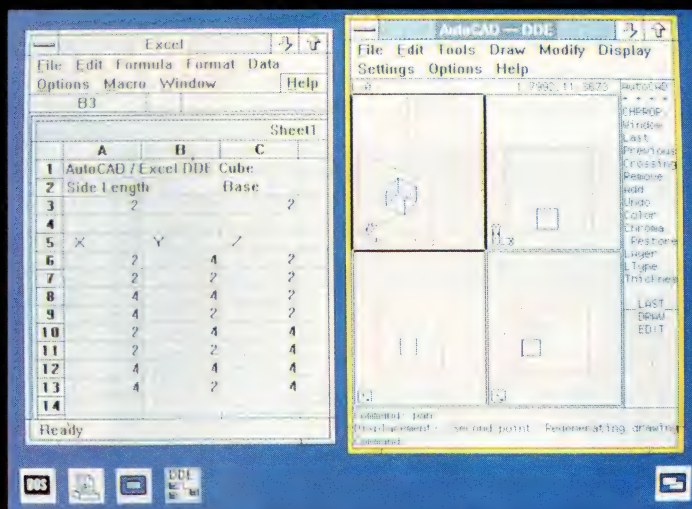 Excel
File Edit Formula Format Data
Options Macro Window Help
B3
Sheet1
A B C
1 AutoCAD / Excel DDE Cube
2 Side Length Base
3 2 2
4
5 X Y Z
6 2 4 2
7 2 2 2
8 4 4 2
9 4 2 2
10 2 4 4
11 2 2 4
12 4 4 4
13 4 2 4
14
Ready
AutoCAD — DDE
File Edit Tools Draw Modify Display
Settings Options Help
AutoCAD
* * * *
CHPROP:
Window
Last
Previous
Crossing
Remove
Add
Undo
Color
Chroma
Restore
Layer
LType
Thicknes
LAST
DRAW
EDIT
Command: pan
Displacement: Second point: Regenerating drawing
Command:
DOS
DDE